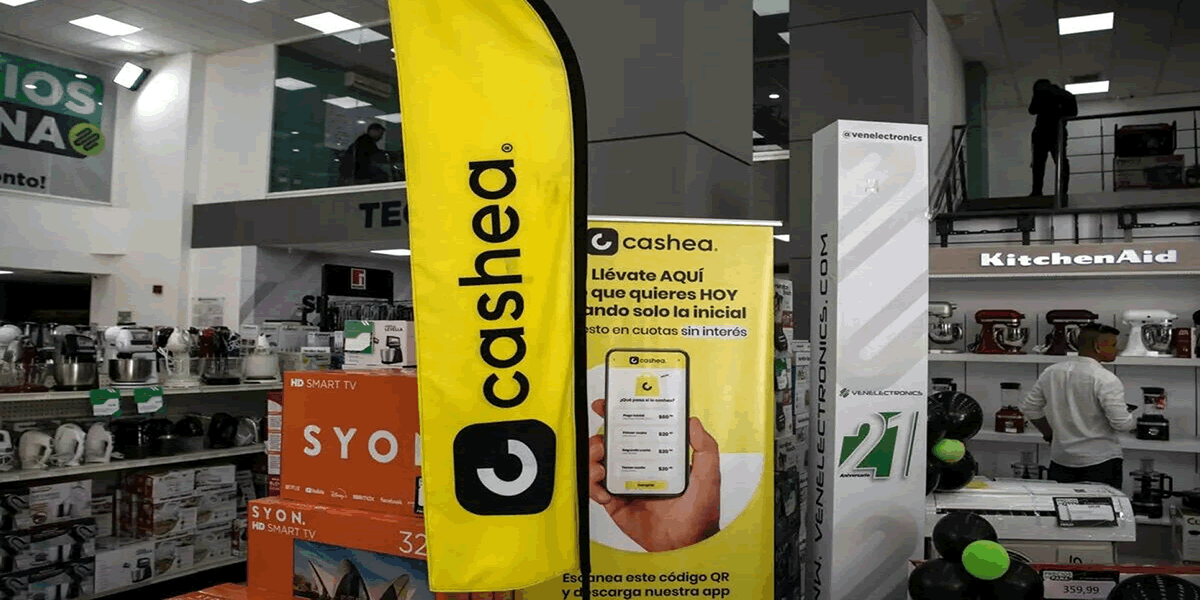 IOS
NA
nto!
cashea.
TEC
HD SMART TV
SYON
SYON.
HD SMART TV
32
cashea.
Llévate AQUÍ
que quieres HOY
ando solo la inicial
esto en cuotas sin interés
cashea.
Escanea este código QR
y descarga nuestra app
@venelectronics
VENELECTRONICS.COM
VENELECTRONICS
21
Aniversario
KitchenAid
359,99